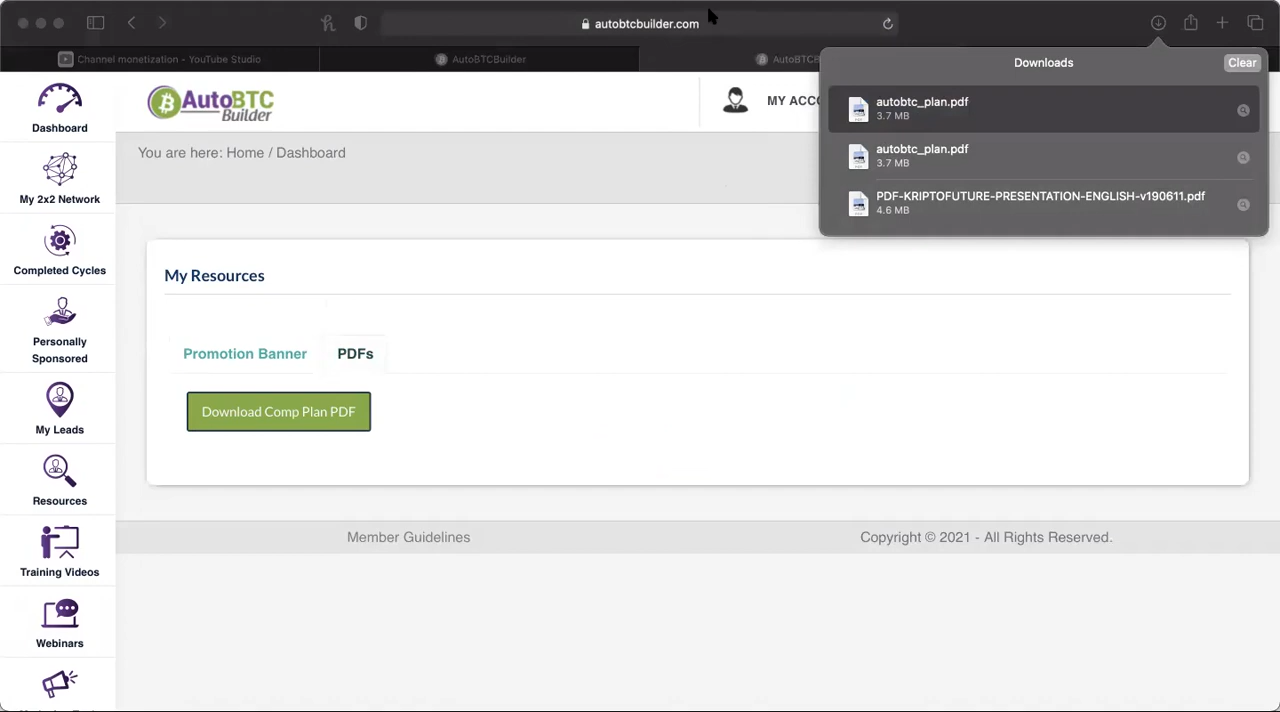 autobtcbuilder.com
Channel monetization - YouTube Studio
AutoBTCBuilder
AutoBTCB
Downloads
Clear
autobtc_plan.pdf
3.7 MB
autobtc_plan.pdf
3.7 MB
PDF-KRIPTOFUTURE-PRESENTATION-ENGLISH-v190611.pdf
4.6 MB
AutoBTC
Builder
MY ACCO
You are here: Home / Dashboard
Dashboard
My 2x2 Network
Completed Cycles
Personally
Sponsored
My Leads
Resources
Training Videos
Webinars
My Resources
Promotion Banner
PDFs
Download Comp Plan PDF
Member Guidelines
Copyright © 2021 - All Rights Reserved.